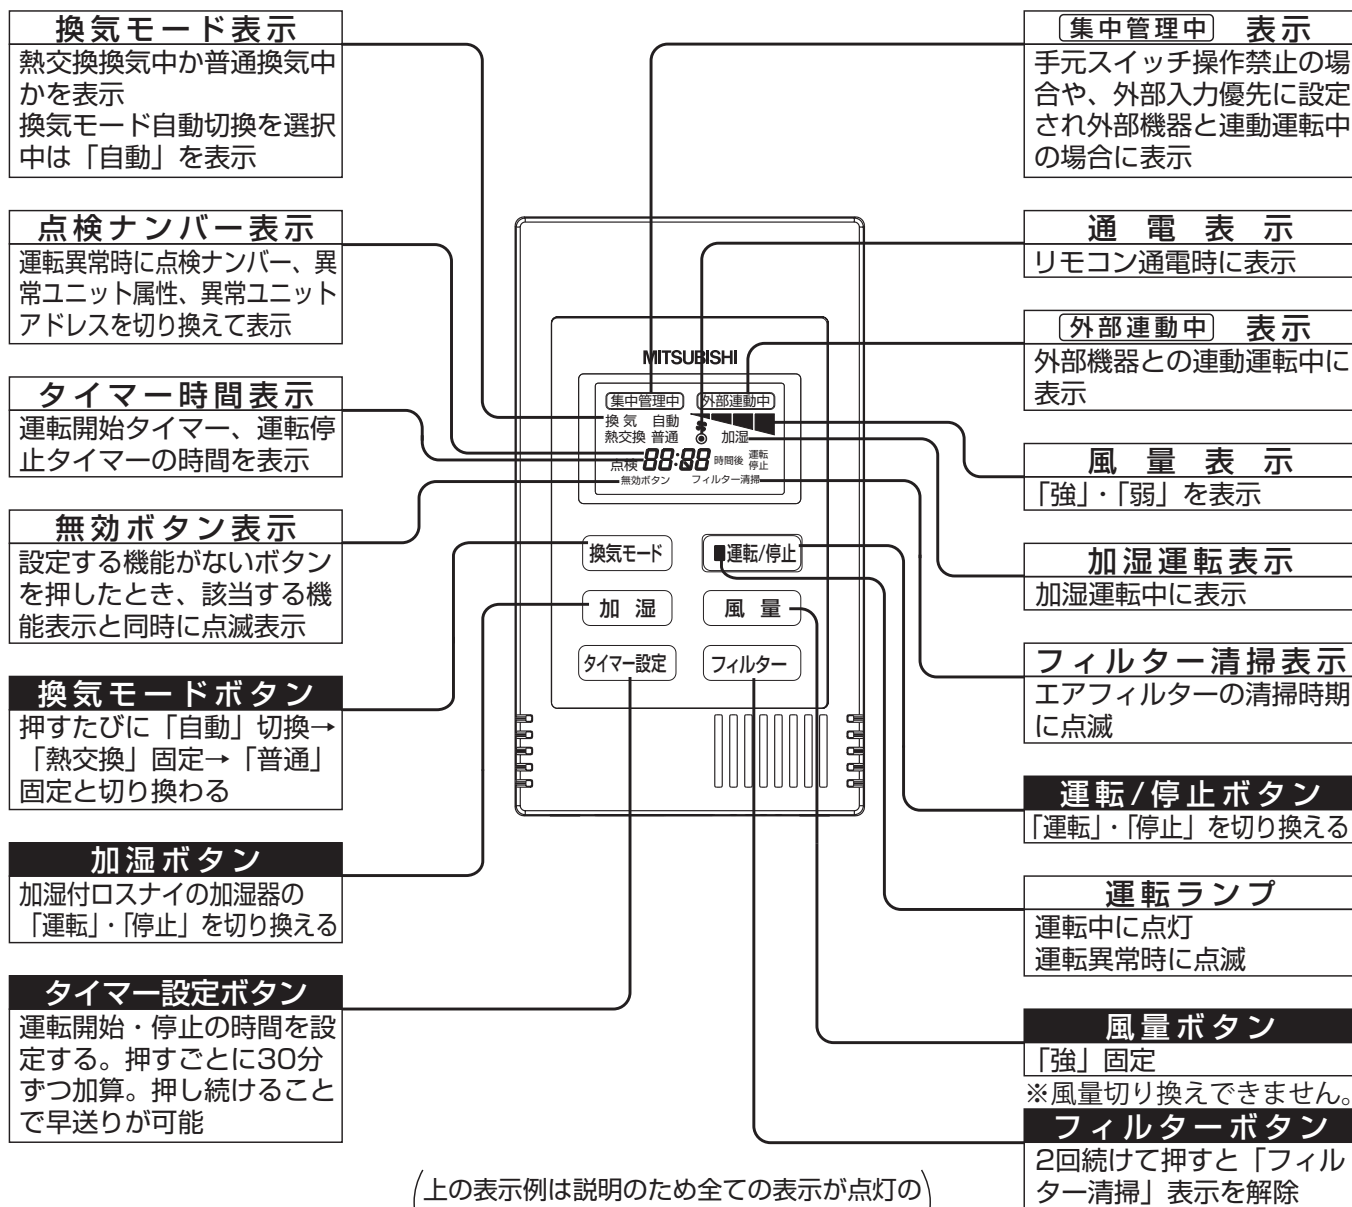 換気モード表示
熱交換換気中か普通換気中
かを表示
換気モード自動切換を選択
中は「自動」を表示
点検ナンバー表示
運転異常時に点検ナンバー、異
常ユニット属性、異常ユニット
アドレスを切り換えて表示
タイマー時間表示
運転開始タイマー、運転停
止タイマーの時間を表示
無効ボタン表示
設定する機能がないボタン
を押したとき、該当する機
能表示と同時に点滅表示
換気モードボタン
押すたびに「自動」切換→
「熱交換」固定→「普通」
固定と切り換わる
加湿ボタン
加湿付ロスナイの加湿器の
「運転」・「停止」を切り換える
タイマー設定ボタン
運転開始・停止の時間を設
定する。押すごとに30分
ずつ加算。押し続けること
で早送りが可能
MITSUBISHI
集中管理中 外部連動中
換気 自動
熱交換 普通 加湿
点検 88:88 時間後 運転
停止
無効ボタン フィルター清掃
換気モード 運転/停止
加湿 風量
タイマー設定 フィルター
上の表示例は説明のため全ての表示が点灯の
集中管理中 表示
手元スイッチ操作禁止の場
合や、外部入力優先に設定
され外部機器と連動運転中
の場合に表示
通電表示
リモコン通電時に表示
外部連動中 表示
外部機器との連動運転中に
表示
風量表示
「強」・「弱」を表示
加湿運転表示
加湿運転中に表示
フィルター清掃表示
エアフィルターの清掃時期
に点滅
運転/停止ボタン
「運転」・「停止」を切り換える
運転ランプ
運転中に点灯
運転異常時に点滅
風量ボタン
「強」固定
※風量切り換えできません。
フィルターボタン
2回続けて押すと「フィル
ター清掃」表示を解除